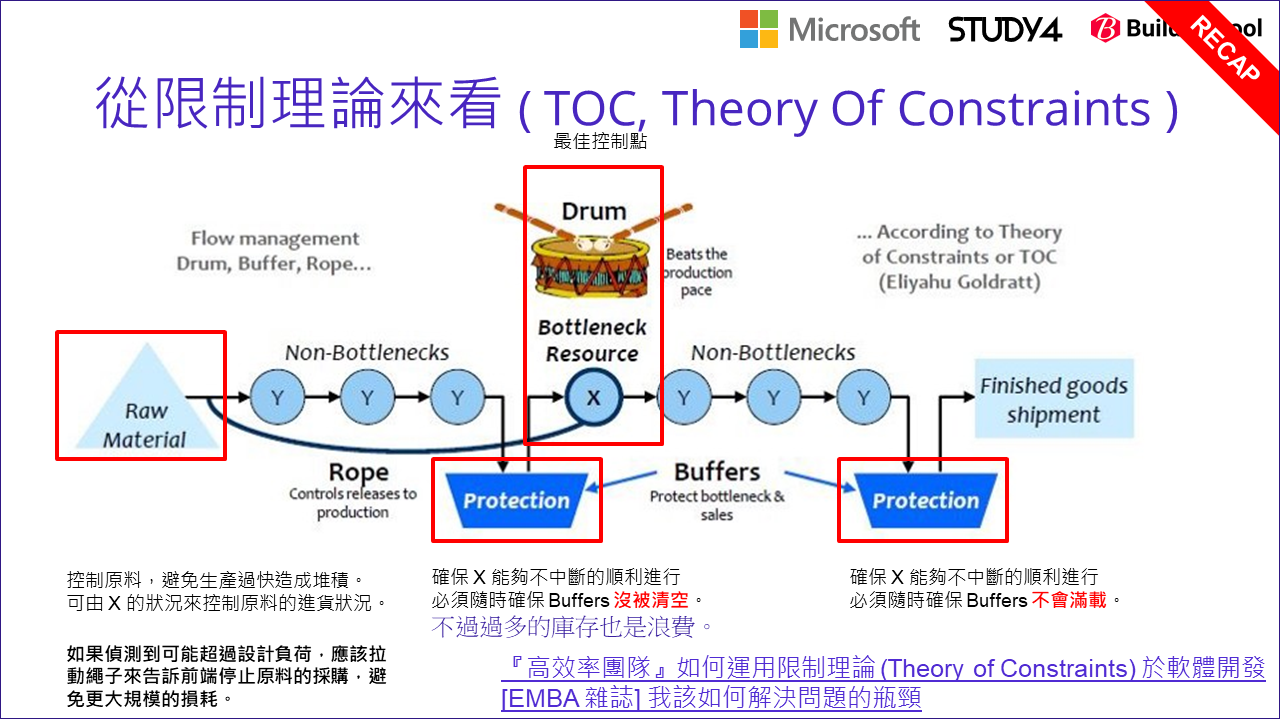 Microsoft
STUDY4
Buil
ool
RECAP
從限制理論來看 ( TOC, Theory Of Constraints )
最佳控制點
Drum
Flow management
Drum, Buffer, Rope...
Beats the
production
pace
... According to Theory
of Constraints or TOC
(Eliyahu Goldratt)
Bottleneck
Resource
Non-Bottlenecks
Non-Bottlenecks
Raw
Material
Y
Y
Y
X
Y
Y
Y
Finished goods
shipment
Rope
Controls releases to
production
Protection
Buffers
Protect bottleneck &
sales
Protection
控制原料，避免生產過快造成堆積。
可由 X 的狀況來控制原料的進貨狀況。
如果偵測到可能超過設計負荷，應該拉
動繩子來告訴前端停止原料的採購，避
免更大規模的損耗。
確保 X 能夠不中斷的順利進行
必須隨時確保 Buffers 沒被清空。
不過過多的庫存也是浪費。
確保 X 能夠不中斷的順利進行
必須隨時確保 Buffers 不會滿載。
『高效率團隊』如何運用限制理論 (Theory of Constraints) 於軟體開發
[EMBA 雜誌] 我該如何解決問題的瓶頸